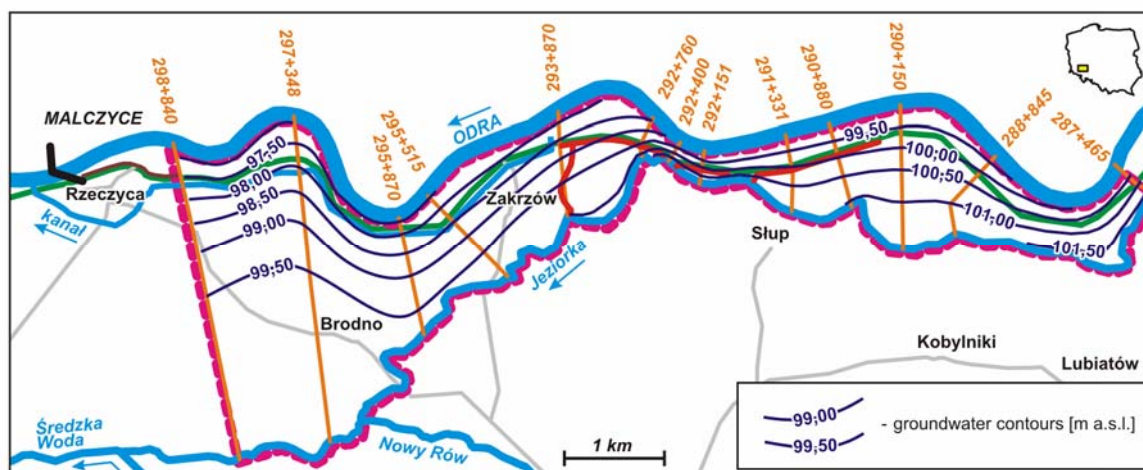 298+840
297+348
293+870
292+760
292+400
292+151
291+331
290+880
290+150
288+845
287+465
295+515
295+870
MALCZYCE
ODRA
Rzeczyca
kanał
97,50
98,00
98,50
99,00
99,50
Zakrzów
Jeziorka
99,50
100,00
100,50
101,00
101,50
Słup
Brodno
Kobylniki
Lubiatów
Średzka
Woda
Nowy Rów
1 km
99,00
99,50
- groundwater contours [m a.s.l.]